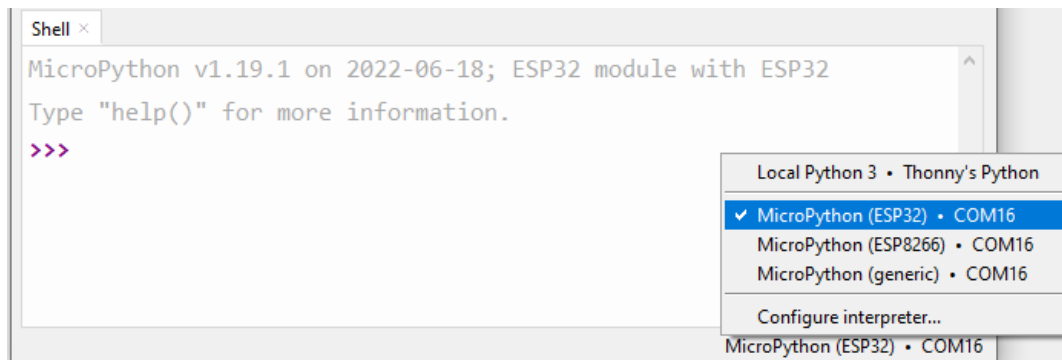 Shell ×
MicroPython v1.19.1 on 2022-06-18; ESP32 module with ESP32
Type "help()" for more information.
>>>
Local Python 3 • Thonny's Python
✓ MicroPython (ESP32) • COM16
MicroPython (ESP8266) • COM16
MicroPython (generic) • COM16
Configure interpreter...
MicroPython (ESP32) • COM16